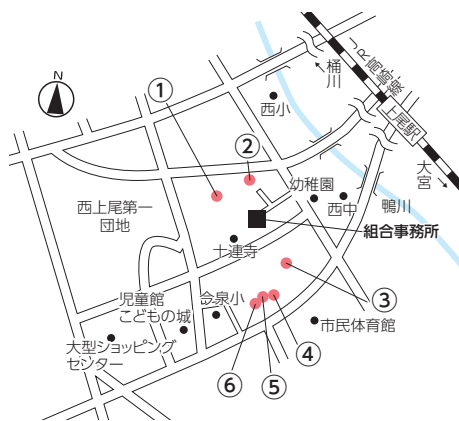 N
JR高崎線
桶川
上尾駅
大宮
①
西小
②
幼稚園
西中
鴨川
西上尾第一
団地
組合事務所
十連寺
③
児童館
こどもの城
今泉小
市民体育館
④
大型ショッピング
センター
⑤
⑥